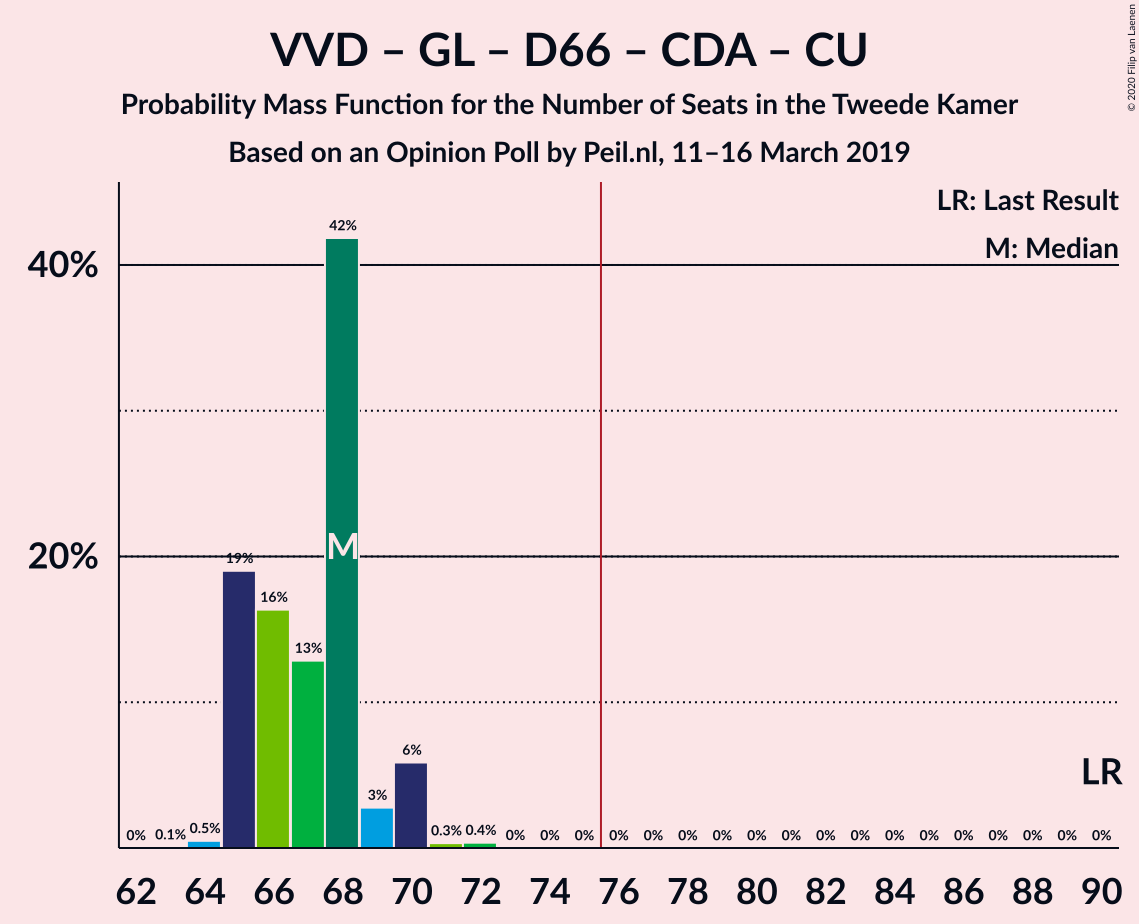 VVD – GL – D66 – CDA – CU
Probability Mass Function for the Number of Seats in the Tweede Kamer
Based on an Opinion Poll by Peil.nl, 11–16 March 2019
© 2020 Filip van Laenen
LR: Last Result
M: Median
40%
20%
0% 0.1% 0.5% 19% 16% 13% 42% 3% 6% 0.3% 0.4% 0% 0% 0% 0% 0% 0% 0% 0% 0% 0% 0% 0% 0% 0% 0% 0% 0% 0%
M
LR
62 64 66 68 70 72 74 76 78 80 82 84 86 88 90